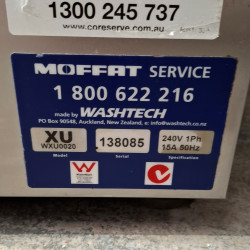 1300 245 737
www.coreserve.com.au
MOFFAT SERVICE
1 800 622 216
made by WASHTECH
PO Box 90548, Auckland, New Zealand, e: info@washtech.co.nz
XU
WXU0020
138085
240V 1Ph
15A 50Hz
Model
Serial
Specification